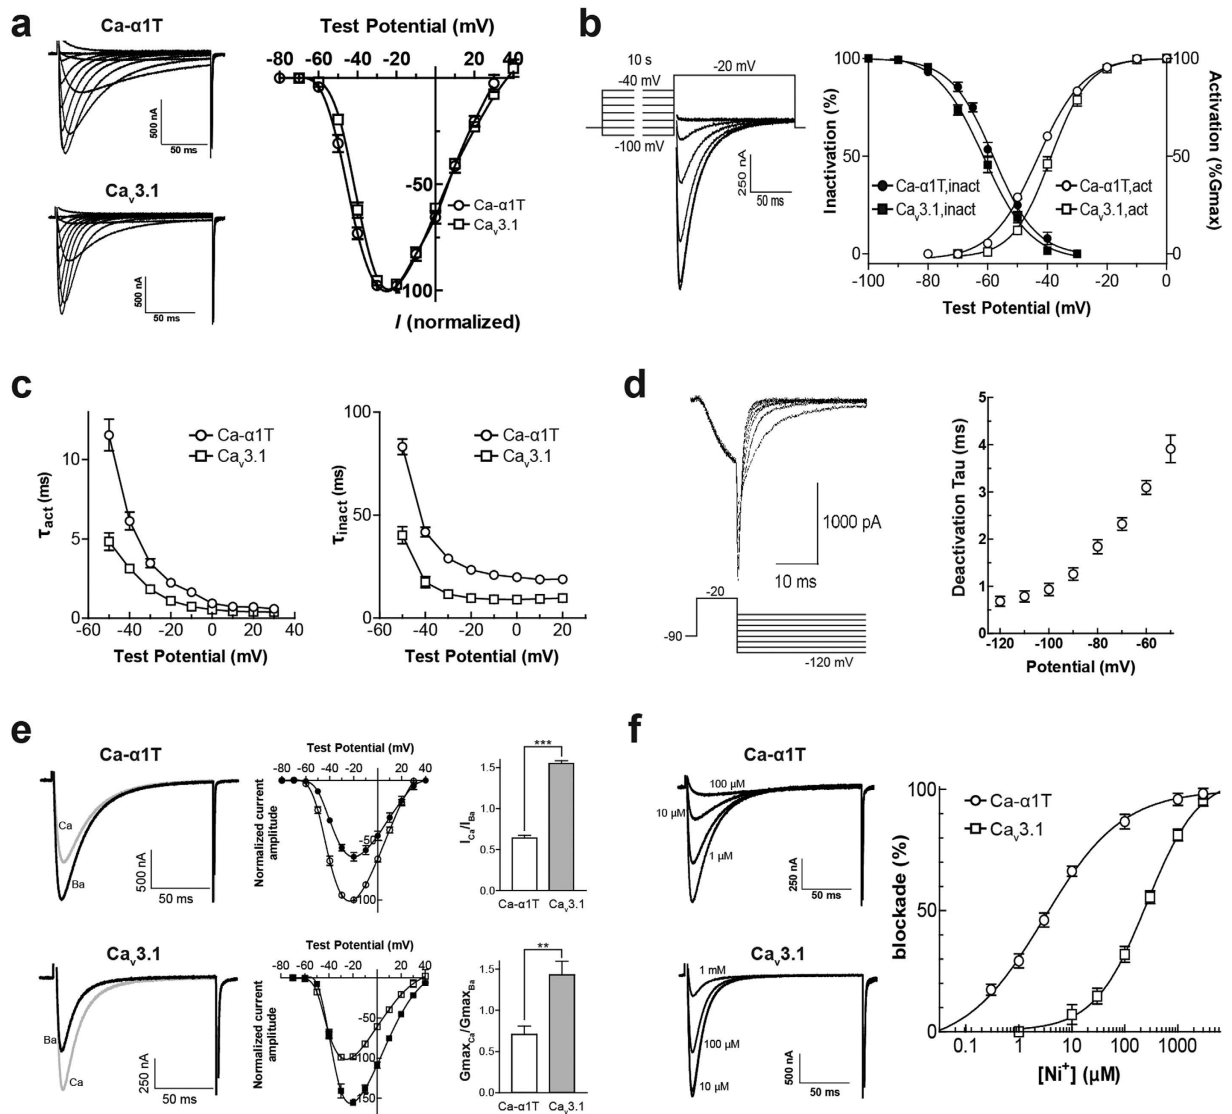 a
Ca-α1T
500 nA
50 ms
Caᵥ3.1
500 nA
50 ms
Test Potential (mV)
-80 -60 -40 -20 0 20 40
-50
-100
Ca-α1T
Caᵥ3.1
I (normalized)
b
10 s
-40 mV
-20 mV
-100 mV
250 nA
50 ms
Inactivation (%)
100
50
0
Ca-α1T,inact
Caᵥ3.1,inact
Ca-α1T,act
Caᵥ3.1,act
100
50
0
Activation (%Gmax)
-100 -80 -60 -40 -20 0
Test Potential (mV)
c
τact (ms)
10
5
0
Ca-α1T
Caᵥ3.1
-60 -40 -20 0 20 40
Test Potential (mV)
τinact (ms)
100
50
0
Ca-α1T
Caᵥ3.1
-60 -40 -20 0 20
Test Potential (mV)
d
1000 pA
10 ms
-20
-90
-120 mV
Deactivation Tau (ms)
5
4
3
2
1
0
-120 -100 -80 -60
Potential (mV)
e
Ca-α1T
Ca
Ba
500 nA
50 ms
Test Potential (mV)
-80 -60 -40 -20 0 20 40
Normalized current
amplitude
-50
-100
***
ICa/IBa
1.5
1.0
0.5
0.0
Ca-α1T Caᵥ3.1
Caᵥ3.1
Ba
Ca
250 nA
50 ms
Test Potential (mV)
-80 -60 -40 -20 0 20 40
Normalized current
amplitude
-50
-100
-150
**
GmaxCa/GmaxBa
1.5
1.0
0.5
0.0
Ca-α1T Caᵥ3.1
f
Ca-α1T
100 µM
10 µM
1 µM
250 nA
50 ms
Caᵥ3.1
1 mM
100 µM
10 µM
500 nA
50 ms
blockade (%)
100
50
0
Ca-α1T
Caᵥ3.1
0.1 1 10 100 1000
[Ni⁺] (µM)